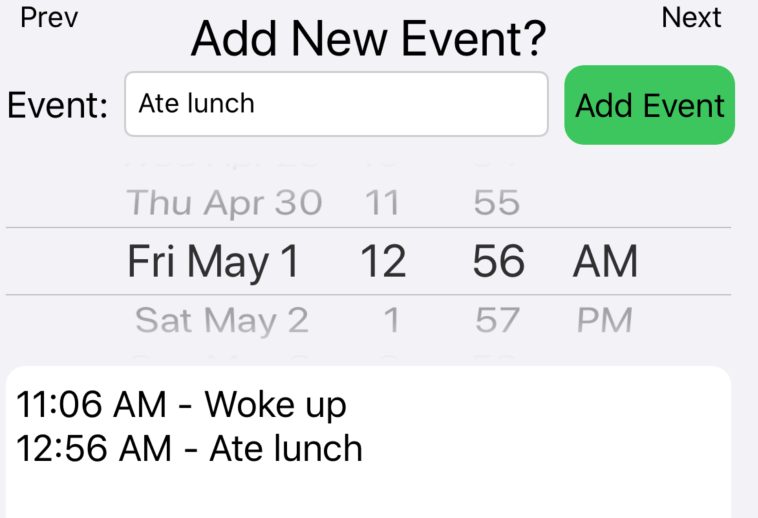 Prev
Next
Add New Event?
Event:
Ate lunch
Add Event
Thu Apr 30 11 55
Fri May 1 12 56 AM
Sat May 2 1 57 PM
11:06 AM - Woke up
12:56 AM - Ate lunch